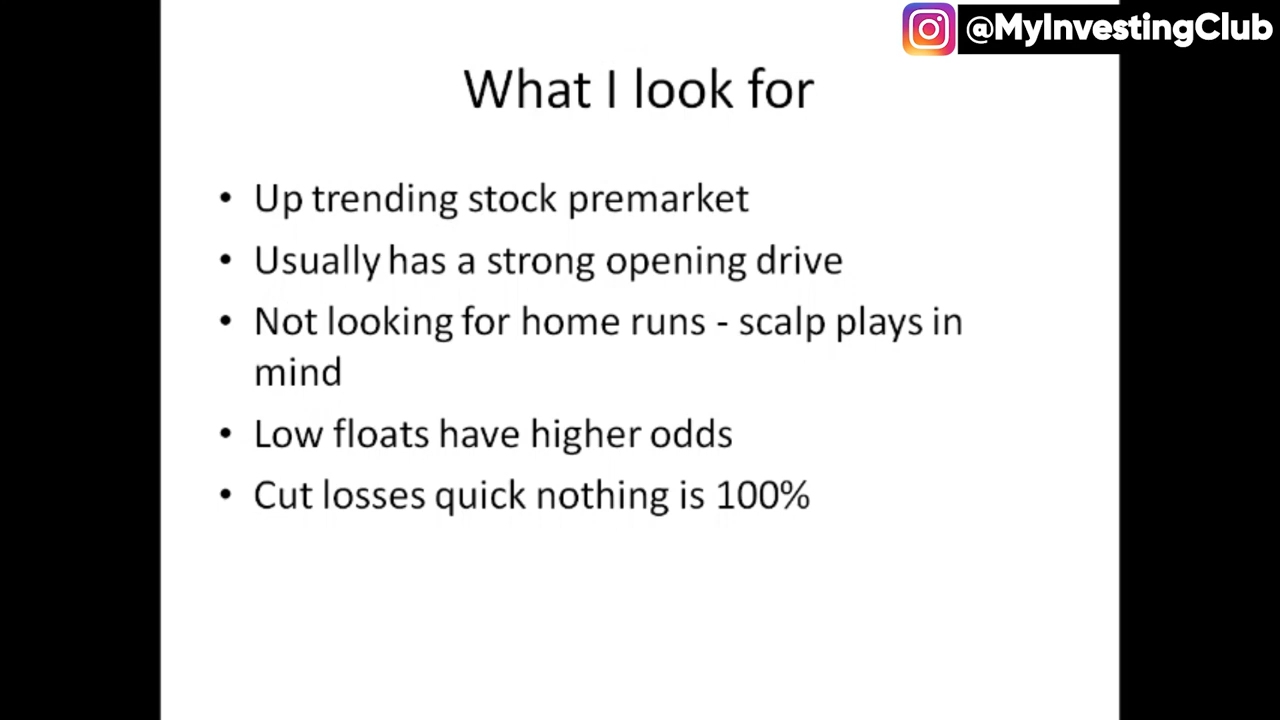 @MyInvestingClub
What I look for
• Up trending stock premarket
• Usually has a strong opening drive
• Not looking for home runs - scalp plays in
mind
• Low floats have higher odds
• Cut losses quick nothing is 100%